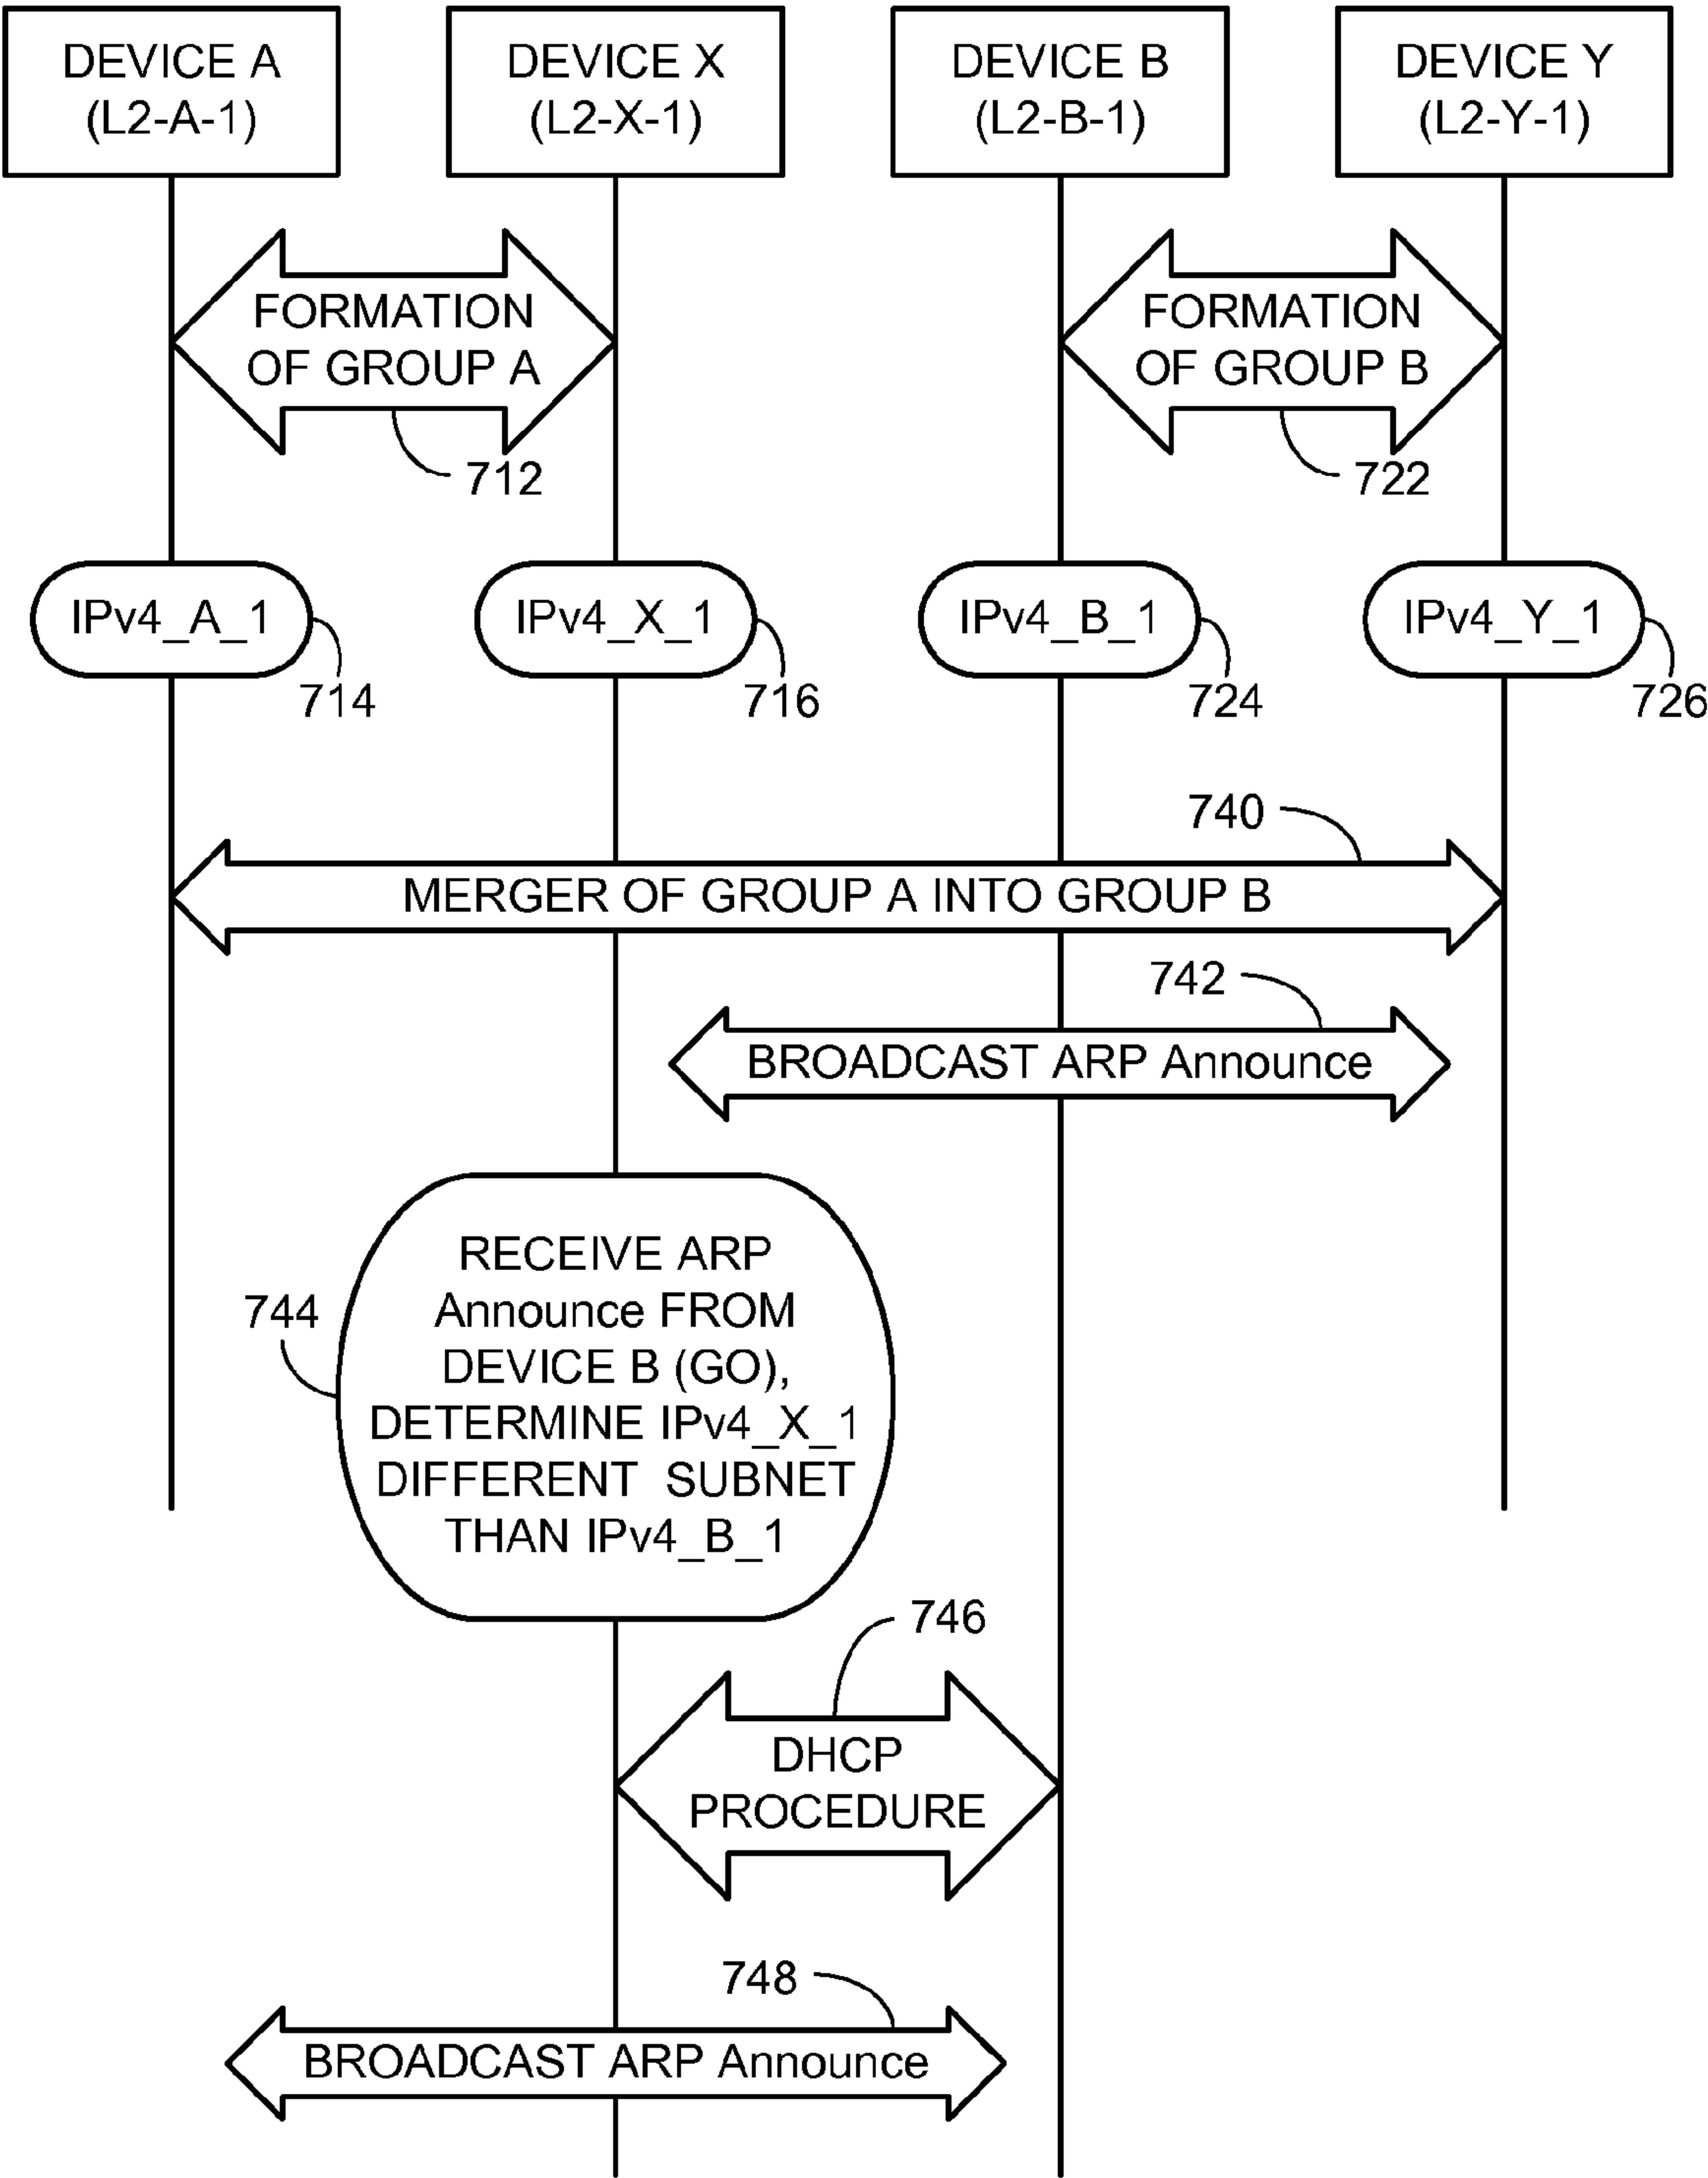 DEVICE A
(L2-A-1)
DEVICE X
(L2-X-1)
DEVICE B
(L2-B-1)
DEVICE Y
(L2-Y-1)
FORMATION
OF GROUP A
712
FORMATION
OF GROUP B
722
IPv4_A_1
714
IPv4_X_1
716
IPv4_B_1
724
IPv4_Y_1
726
740
MERGER OF GROUP A INTO GROUP B
742
BROADCAST ARP Announce
744
RECEIVE ARP
Announce FROM
DEVICE B (GO),
DETERMINE IPv4_X_1
DIFFERENT SUBNET
THAN IPv4_B_1
746
DHCP
PROCEDURE
748
BROADCAST ARP Announce